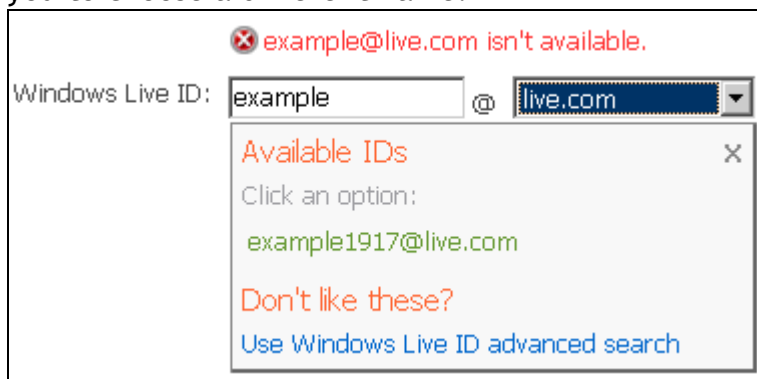 example@live.com isn't available.
Windows Live ID: example @ live.com
Available IDs
Click an option:
example1917@live.com
Don't like these?
Use Windows Live ID advanced search